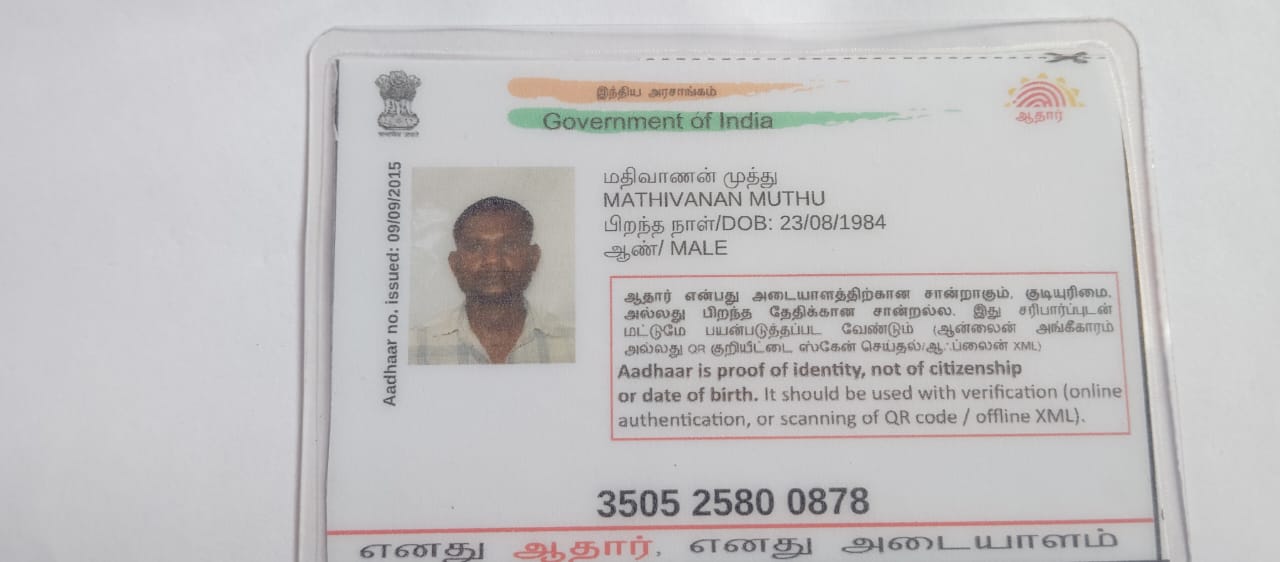 இந்திய அரசாங்கம்
Government of India
ஆதார்
Aadhaar no. issued: 09/09/2015
மதிவாணன் முத்து
MATHIVANAN MUTHU
பிறந்த நாள்/DOB: 23/08/1984
ஆண்/ MALE
ஆதார் என்பது அடையாளத்திற்கான சான்றாகும், குடியுரிமை,
அல்லது பிறந்த தேதிக்கான சான்றல்ல. இது சரிபார்ப்புடன்
மட்டுமே பயன்படுத்தப்பட வேண்டும் (ஆன்லைன் அங்கீகாரம்
அல்லது QR குறியீட்டை ஸ்கேன் செய்தல்/ஆஃப்லைன் XML)
Aadhaar is proof of identity, not of citizenship
or date of birth. It should be used with verification (online
authentication, or scanning of QR code / offline XML).
3505 2580 0878
எனது ஆதார், எனது அடையாளம்